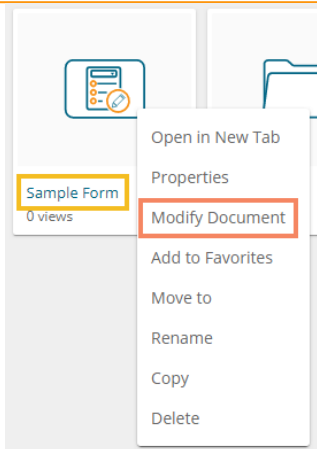 Sample Form
0 views
Open in New Tab
Properties
Modify Document
Add to Favorites
Move to
Rename
Copy
Delete